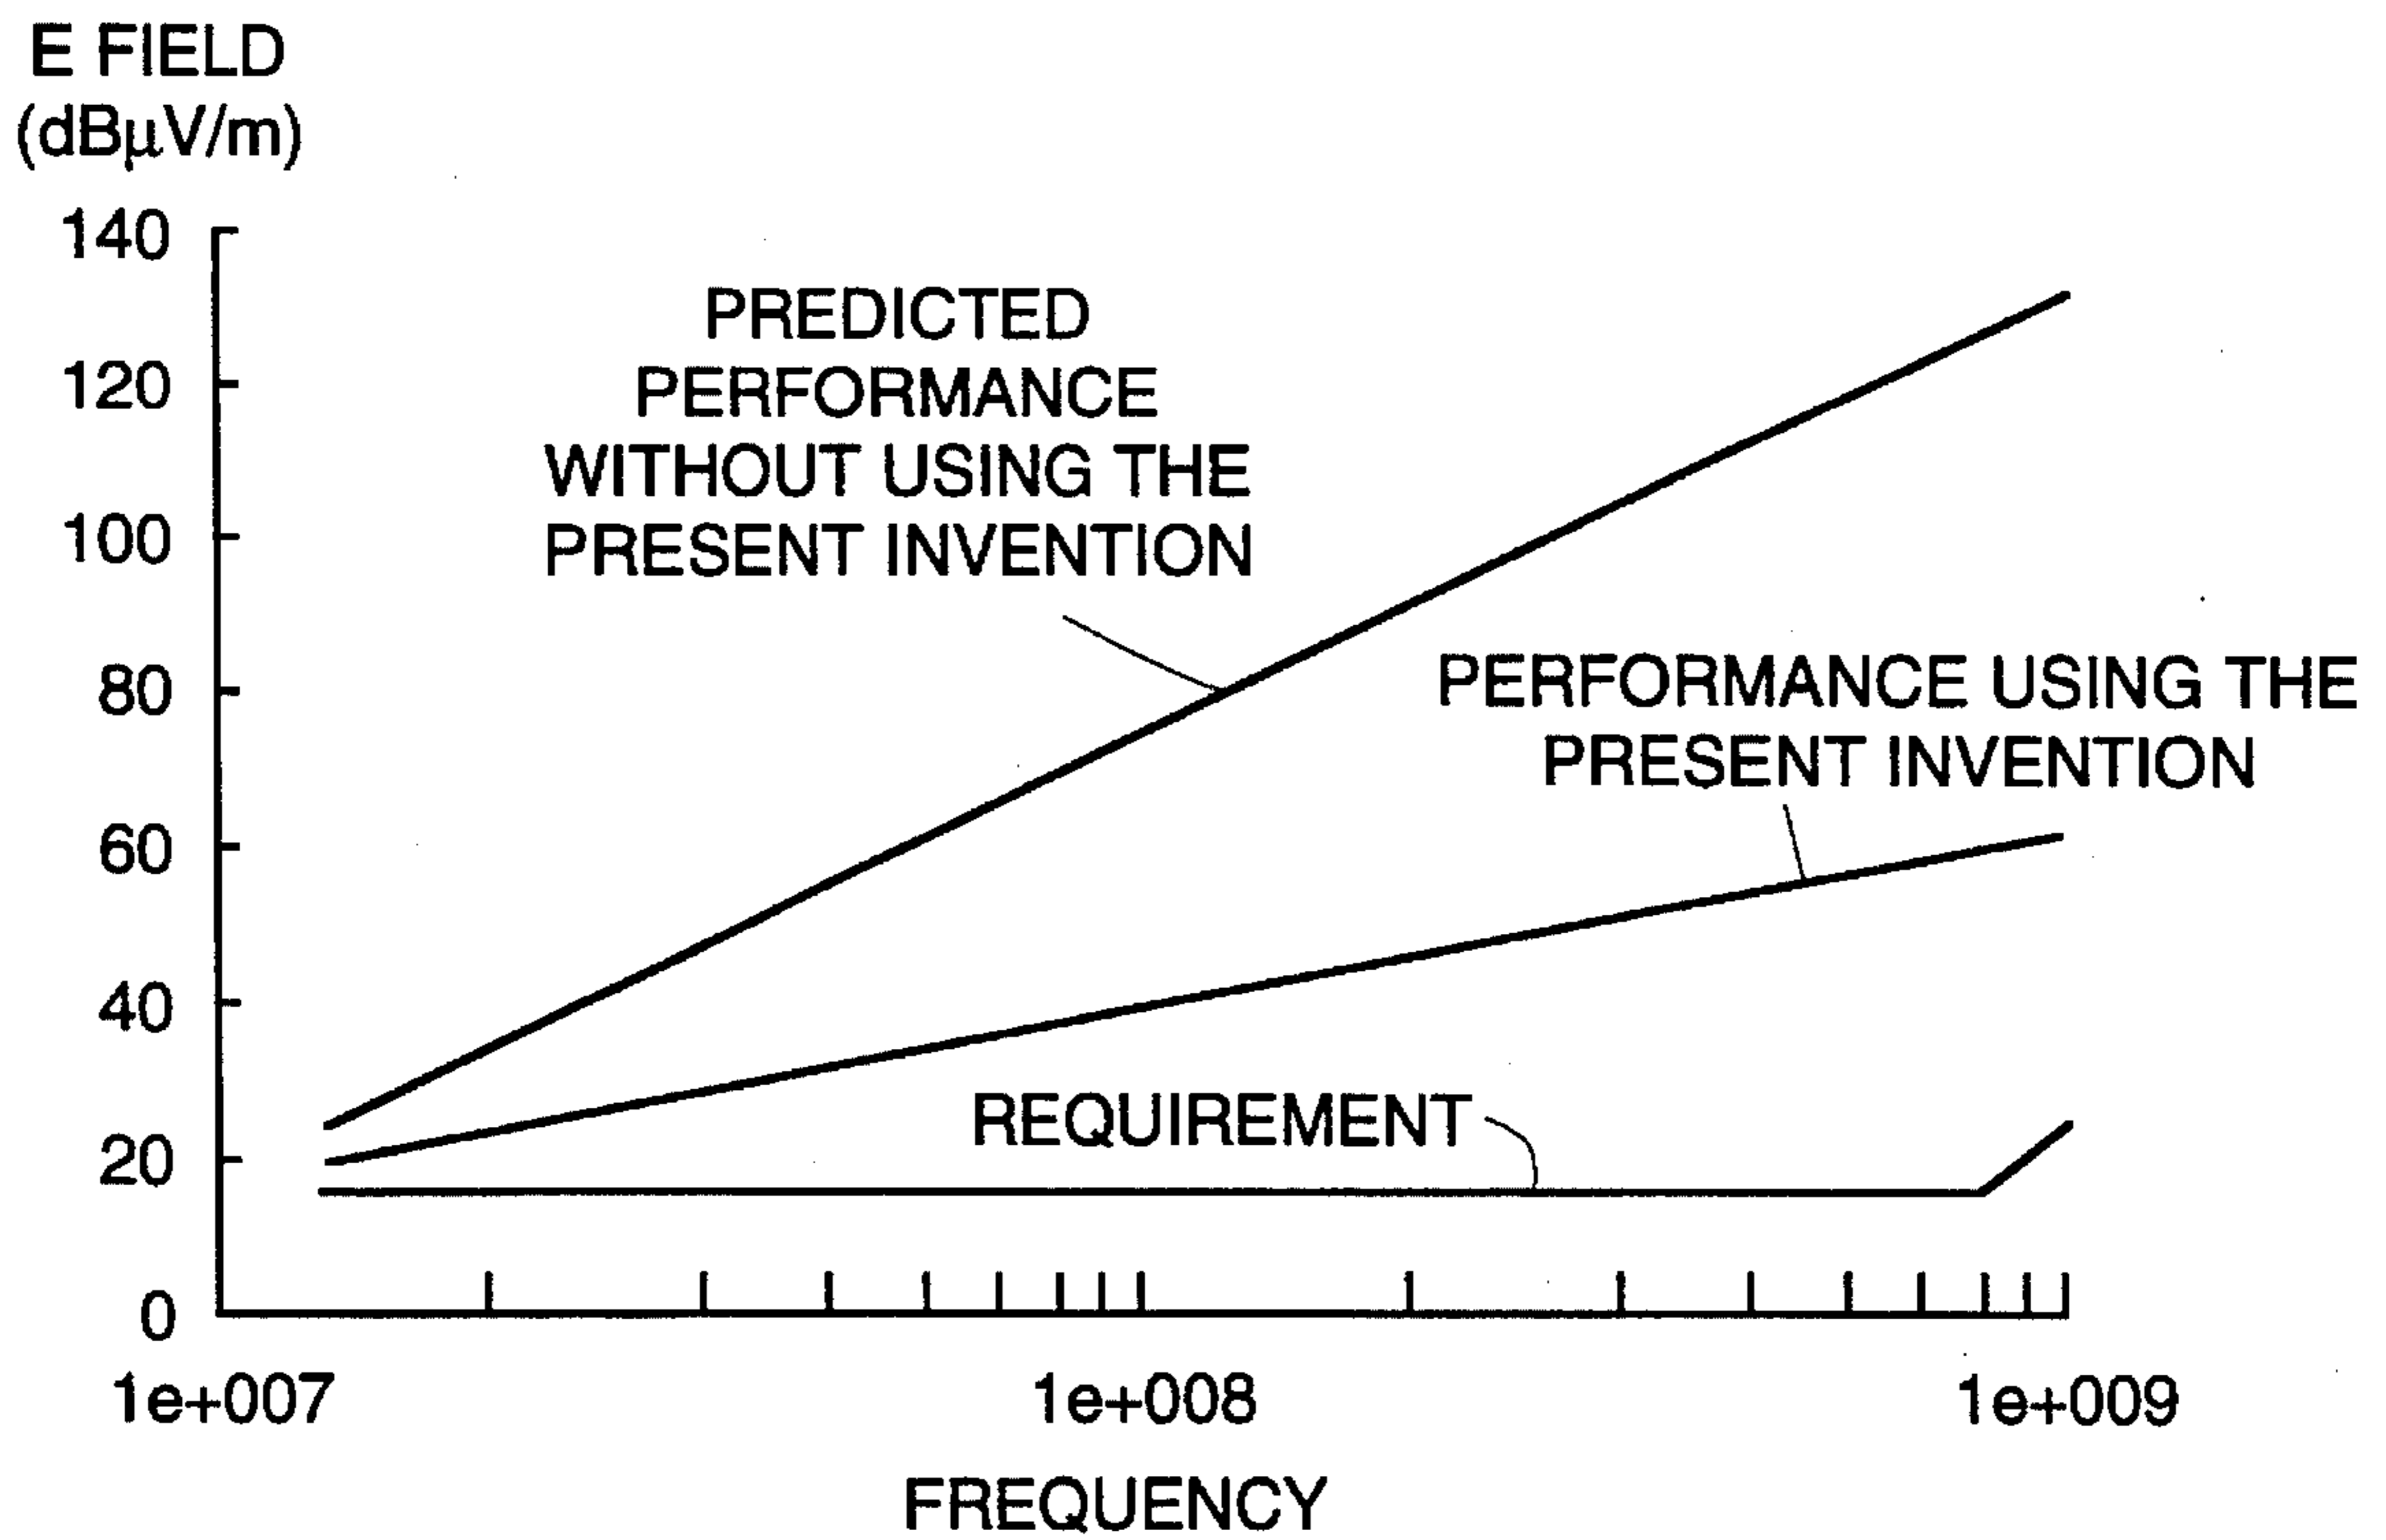 E FIELD
(dBµV/m)
140
120
100
80
60
40
20
0
PREDICTED
PERFORMANCE
WITHOUT USING THE
PRESENT INVENTION
PERFORMANCE USING THE
PRESENT INVENTION
REQUIREMENT
1e+007
1e+008
1e+009
FREQUENCY